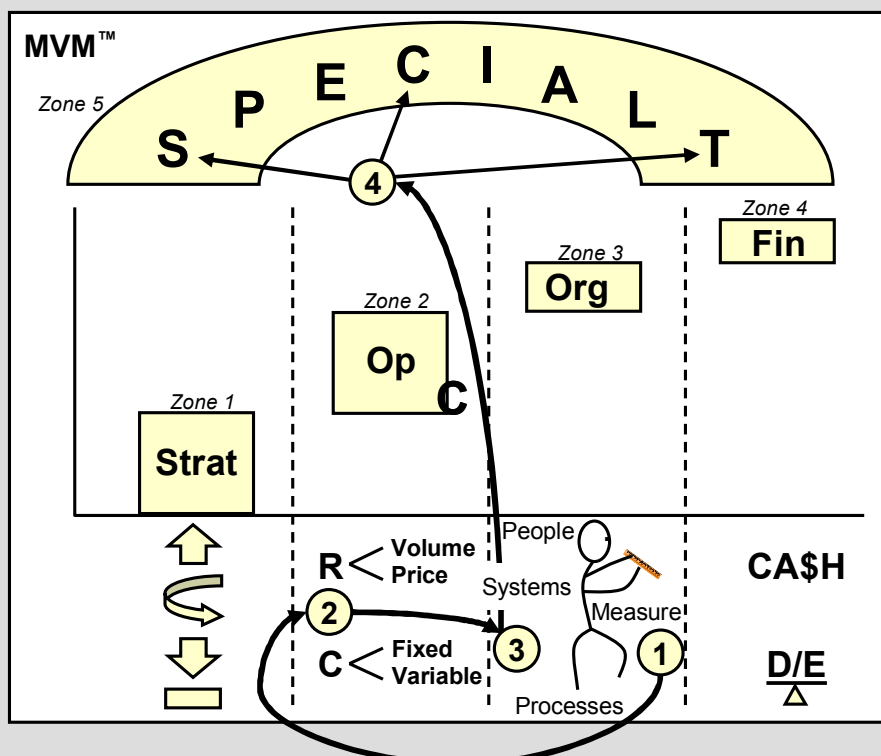 MVM™
S P E C I A L T
Zone 5
4
Zone 4
Fin
Zone 3
Org
Zone 2
Op
C
Zone 1
Strat
R
Volume
Price
2
C
Fixed
Variable
People
Systems
Measure
3
1
Processes
CA$H
D/E